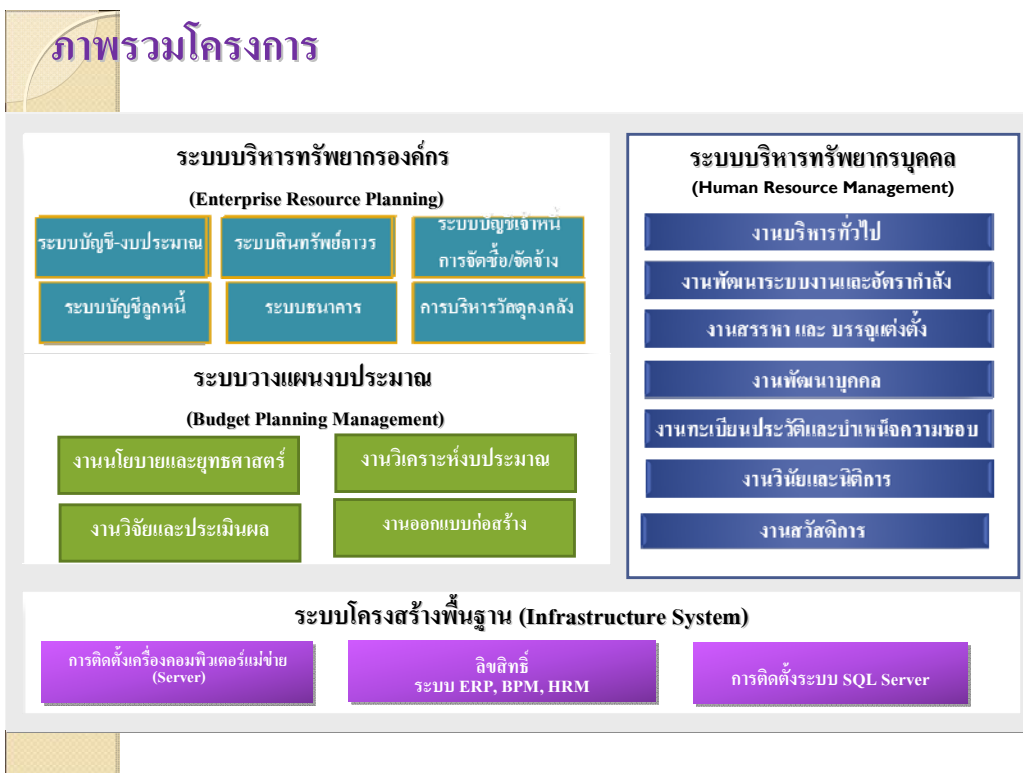 ภาพรวมโครงการ
ระบบบริหารทรัพยากรองค์กร
(Enterprise Resource Planning)
ระบบบัญชี-งบประมาณ
ระบบสินทรัพย์ถาวร
ระบบบัญชีเจ้าหนี้
การจัดซื้อ/จัดจ้าง
ระบบบัญชีลูกหนี้
ระบบธนาคาร
การบริหารวัสดุคงคลัง
ระบบวางแผนงบประมาณ
(Budget Planning Management)
งานนโยบายและยุทธศาสตร์
งานวิเคราะห์งบประมาณ
งานวิจัยและประเมินผล
งานออกแบบก่อสร้าง
ระบบบริหารทรัพยากรบุคคล
(Human Resource Management)
งานบริหารทั่วไป
งานพัฒนาระบบงานและอัตรากำลัง
งานสรรหา และ บรรจุแต่งตั้ง
งานพัฒนาบุคคล
งานทะเบียนประวัติและบำเหน็จความชอบ
งานวินัยและนิติการ
งานสวัสดิการ
ระบบโครงสร้างพื้นฐาน (Infrastructure System)
การติดตั้งเครื่องคอมพิวเตอร์แม่ข่าย
(Server)
ลิขสิทธิ์
ระบบ ERP, BPM, HRM
การติดตั้งระบบ SQL Server